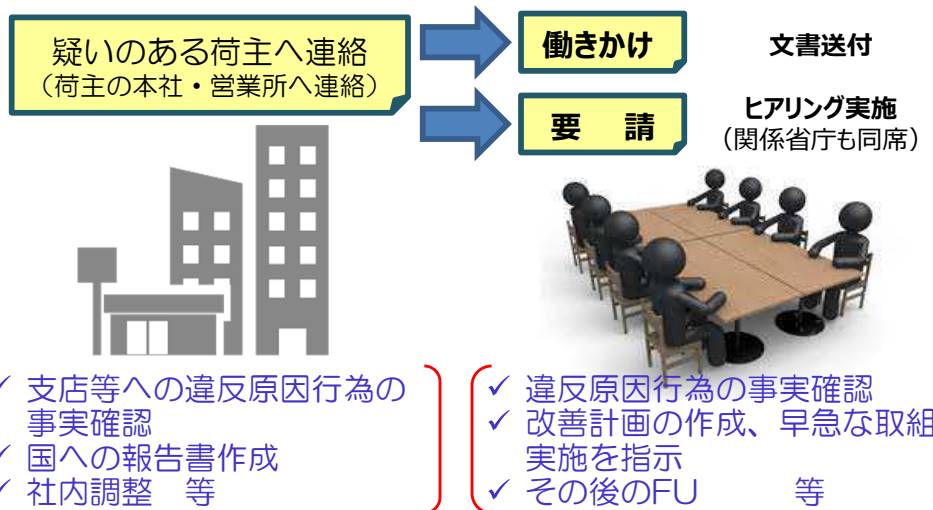 疑いのある荷主へ連絡
（荷主の本社・営業所へ連絡）
働きかけ
文書送付
要　請
ヒアリング実施
（関係省庁も同席）
✓ 支店等への違反原因行為の
事実確認
✓ 国への報告書作成
✓ 社内調整　等
✓ 違反原因行為の事実確認
✓ 改善計画の作成、早急な取組
実施を指示
✓ その後のFU　　　等